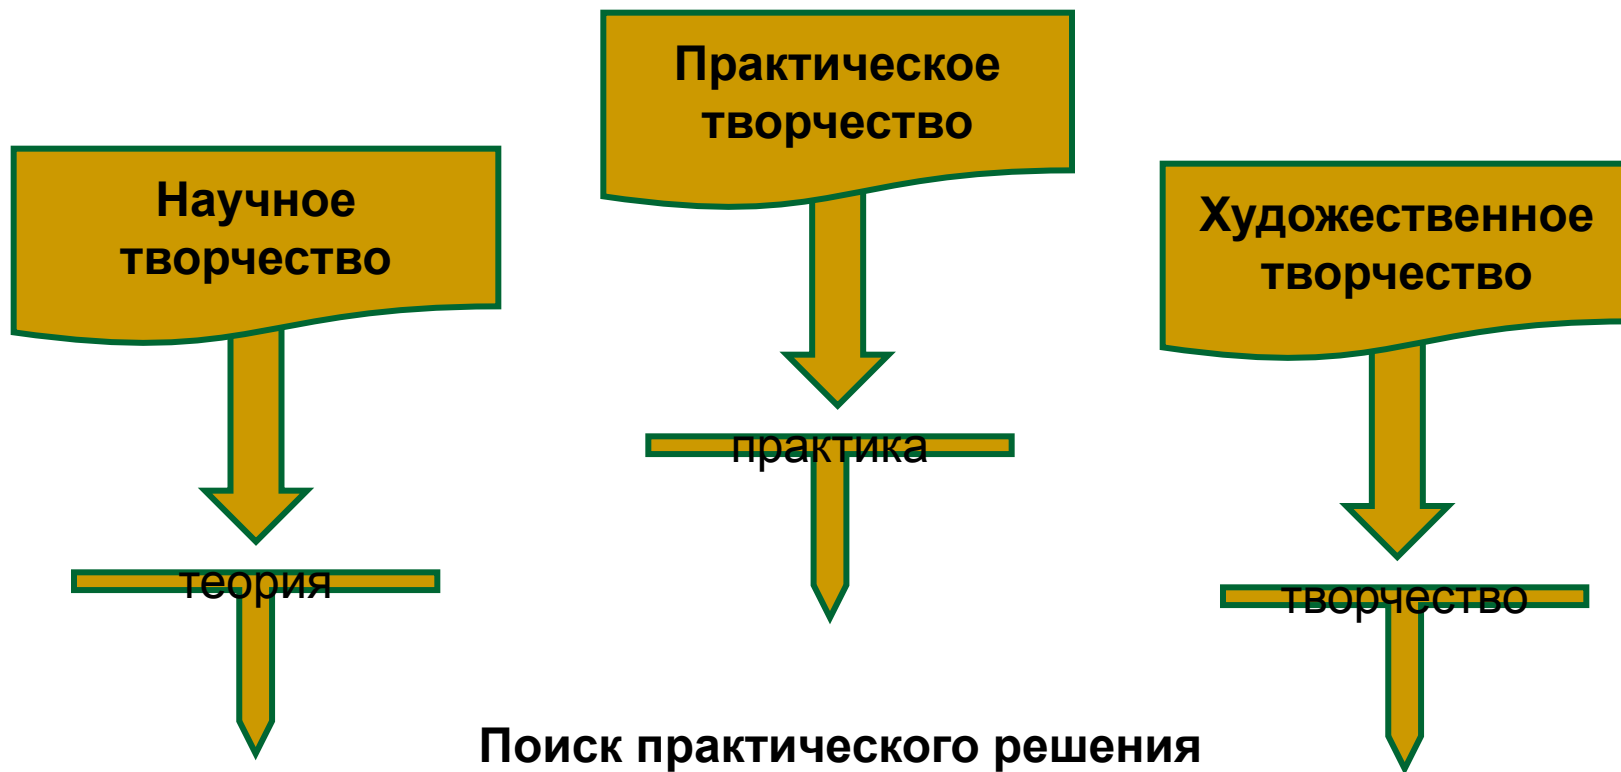 Практическое
творчество
Научное
творчество
Художественное
творчество
практика
теория
творчество
Поиск практического решения